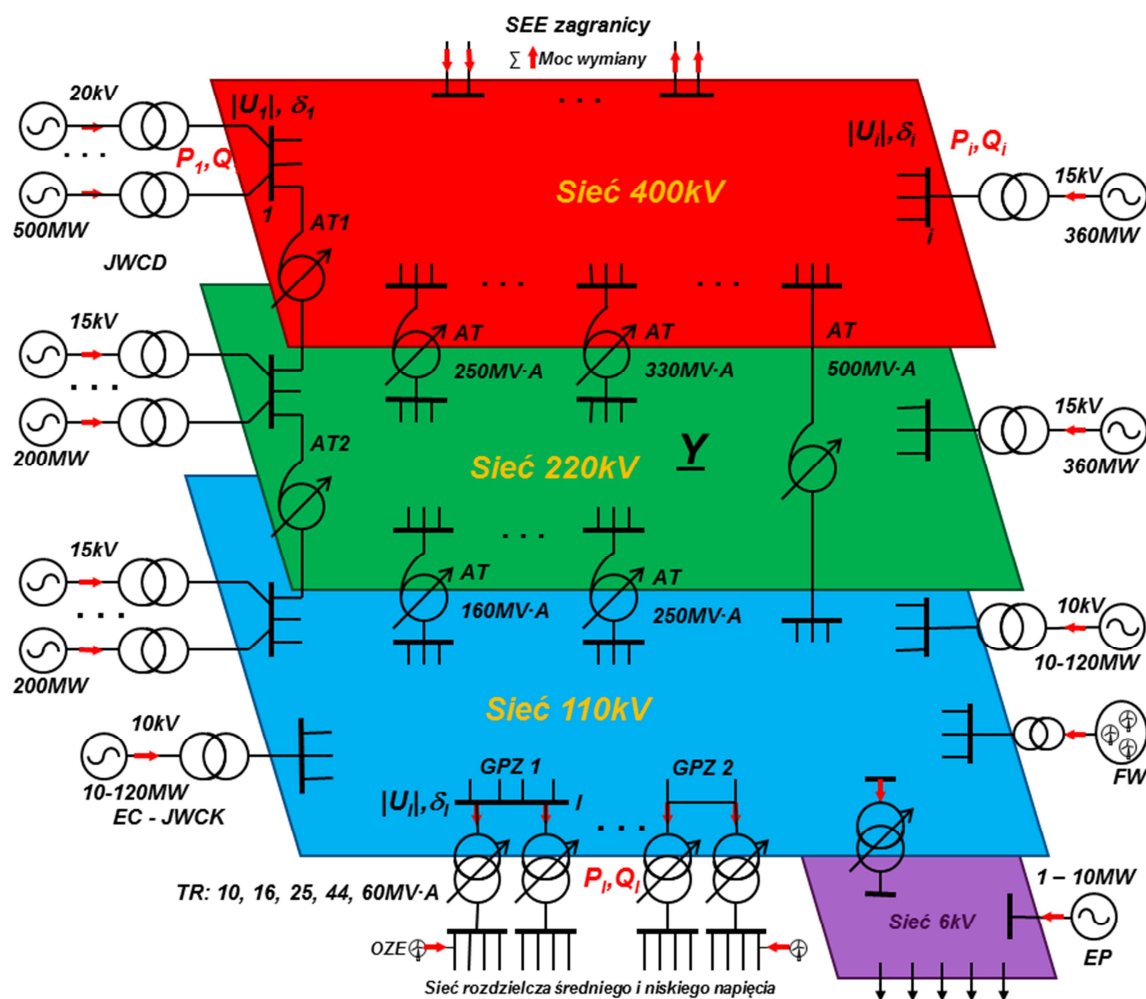 SEE zagranicy
∑ Moc wymiany
20kV
|U₁|, δ₁
. . .
|Uᵢ|,δᵢ
Pᵢ,Qᵢ
. . .
P₁,Q
15kV
Sieć 400kV
500MW
1
i
360MW
AT1
JWCD
. . .
. . .
15kV
AT
AT
AT
250MV·A
330MV·A
500MV·A
. . .
15kV
200MW
AT2
Sieć 220kV
Y
360MW
. . .
15kV
AT
AT
10kV
160MV·A
250MV·A
. . .
200MW
10-120MW
Sieć 110kV
10kV
GPZ 1
GPZ 2
FW
10-120MW
EC - JWCK
|Uₗ|,δₗ
l
. . .
TR: 10, 16, 25, 44, 60MV·A
Pₗ,Qₗ
1 – 10MW
Sieć 6kV
OZE
EP
Sieć rozdzielcza średniego i niskiego napięcia